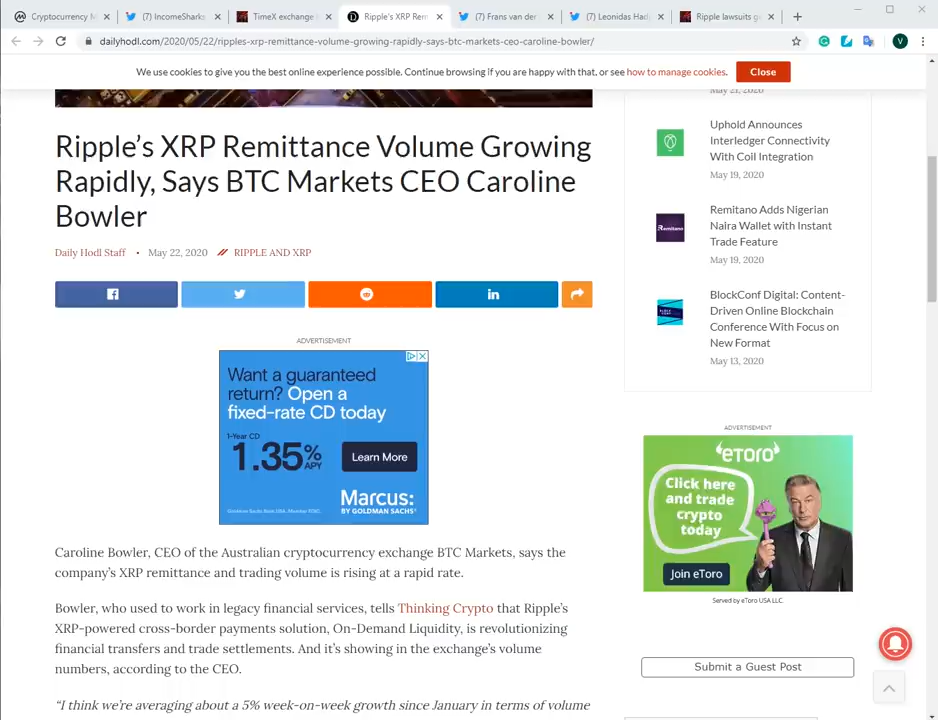 Cryptocurrency M
(7) IncomeSharks
TimeX exchange
Ripple's XRP Rem
(7) Frans van der
(7) Leonidas Had
Ripple lawsuits g
dailyhodl.com/2020/05/22/ripples-xrp-remittance-volume-growing-rapidly-says-btc-markets-ceo-caroline-bowler/
V
We use cookies to give you the best online experience possible. Continue browsing if you are happy with that, or see how to manage cookies.
Close
Ripple's XRP Remittance Volume Growing
Rapidly, Says BTC Markets CEO Caroline
Bowler
Daily Hodl Staff • May 22, 2020 // RIPPLE AND XRP
ADVERTISEMENT
Want a guaranteed
return? Open a
fixed-rate CD today
1-Year CD
1.35% APY
Learn More
Marcus:
BY GOLDMAN SACHS
Goldman Sachs Bank USA. Member FDIC.
Caroline Bowler, CEO of the Australian cryptocurrency exchange BTC Markets, says the
company's XRP remittance and trading volume is rising at a rapid rate.
Bowler, who used to work in legacy financial services, tells Thinking Crypto that Ripple's
XRP-powered cross-border payments solution, On-Demand Liquidity, is revolutionizing
financial transfers and trade settlements. And it's showing in the exchange's volume
numbers, according to the CEO.
"I think we're averaging about a 5% week-on-week growth since January in terms of volume
May 21, 2020
Uphold Announces
Interledger Connectivity
With Coil Integration
May 19, 2020
Remitano
Remitano Adds Nigerian
Naira Wallet with Instant
Trade Feature
May 19, 2020
BlockConf Digital: Content-
Driven Online Blockchain
Conference With Focus on
New Format
May 13, 2020
ADVERTISEMENT
eToro
Click here
and trade
crypto
today
Join eToro
Served by eToro USA LLC.
Submit a Guest Post